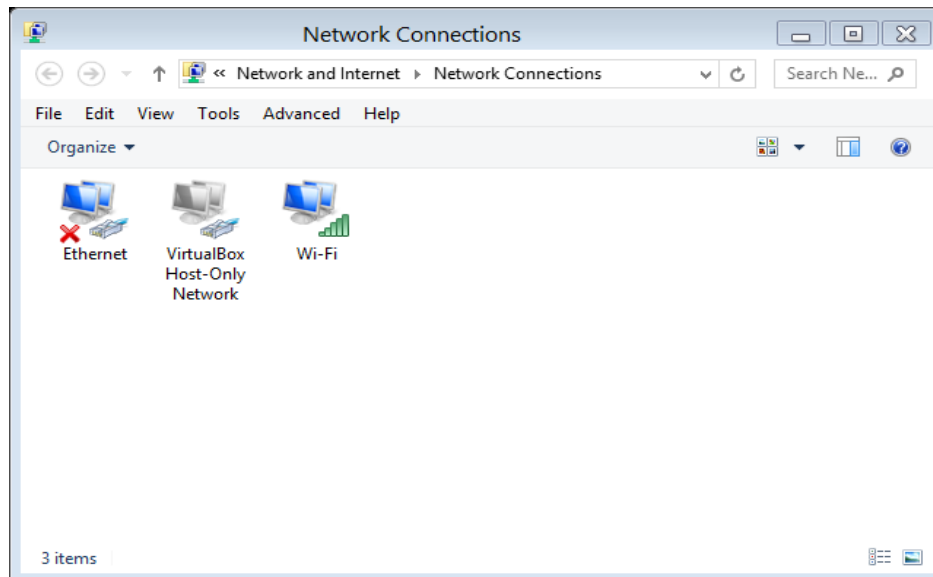 Network Connections
« Network and Internet ▸ Network Connections
Search Ne...
File Edit View Tools Advanced Help
Organize
Ethernet
VirtualBox
Host-Only
Network
Wi-Fi
3 items